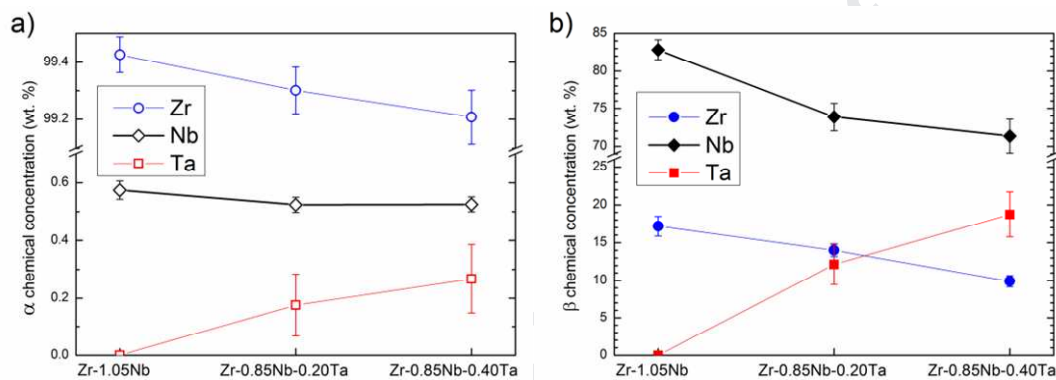 a)
α chemical concentration (wt. %)
99.4
99.2
0.6
0.4
0.2
0.0
Zr
Nb
Ta
Zr-1.05Nb
Zr-0.85Nb-0.20Ta
Zr-0.85Nb-0.40Ta
b)
β chemical concentration (wt. %)
85
80
75
70
25
20
15
10
5
0
Zr
Nb
Ta
Zr-1.05Nb
Zr-0.85Nb-0.20Ta
Zr-0.85Nb-0.40Ta